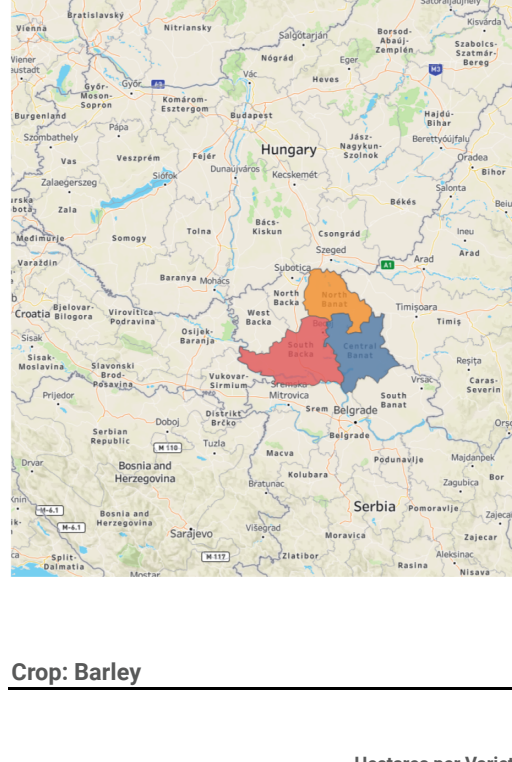 Sátoraljaújhely
Bratislavský
Kisvárda
Vienna
Nitriansky
Salgótarján
Borsod-
Abaúj-
Zemplén
Szabolcs-
Szatmár-
Bereg
Wiener
eustadt
Nógrád
Eger
M3
Vác
Heves
Győr
Győr-
Moson-
Sopron
Komárom-
Esztergom
Hajdú-
Bihar
Burgenland
Budapest
Pápa
Szombathely
Jász-
Nagykun-
Szolnok
Berettyóújfalu
Hungary
Vas
Veszprém
Fejér
Oradea
Dunaújváros
Bihor
Zalaegerszeg
Siófok
Kecskemét
Salonta
Zala
Békés
Beiu
Međimurje
Somogy
Tolna
Bács-
Kiskun
Csongrád
Ineu
Szeged
Arad
Varaždin
A1
Arad
Subotica
Baranya
Mohács
North
Backa
North
Banat
Croatia
Bjelovar-
Bilogora
Virovitica-
Podravina
West
Backa
Timișoara
Timiș
Osijek-
Baranja
Sisak
South
Backa
Central
Banat
Sisak-
Moslavina
Slavonski
Brod-
Posavina
Vukovar-
Sirmium
Reșița
Vršac
Caras-
Severin
Prijedor
Sremska
Mitrovica
South
Banat
Srem
Belgrade
Distrikt
Brčko
Doboj
Serbian
Republic
Belgrade
M 110
Tuzla
Drvar
Macva
Podunavlje
Majdanpek
Bosnia and
Herzegovina
Kolubara
Bor
Bratunac
Zagubica
Knin
M-6.1
Serbia
Pomoravlje
Bosnia and
Herzegovina
M-6.1
Višegrad
Zajecar
Sarajevo
Moravica
M 117
Zlatibor
Aleksinac
Split-
Dalmatia
Rasina
Nisava
Mostar
Crop: Barley